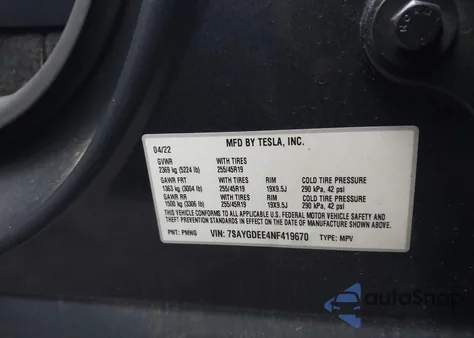 MFD BY TESLA, INC.
04/22
GVWR WITH TIRES
2369 kg (5224 lb) 255/45R19
GAWR FRT WITH TIRES RIM COLD TIRE PRESSURE
1363 kg (3004 lb) 255/45R19 19X9.5J 290 kPa, 42 psi
GAWR RR WITH TIRES RIM COLD TIRE PRESSURE
1500 kg (3306 lb) 255/45R19 19X9.5J 290 kPa, 42 psi
THIS VEHICLE CONFORMS TO ALL APPLICABLE FEDERAL MOTOR VEHICLE SAFETY AND
THEFT PREVENTION STANDARDS IN EFFECT ON THE DATE OF MANUFACTURE SHOWN ABOVE.
PNT: PMNG VIN: 7SAYGDEE4NF419670 TYPE: MPV
autoSnap